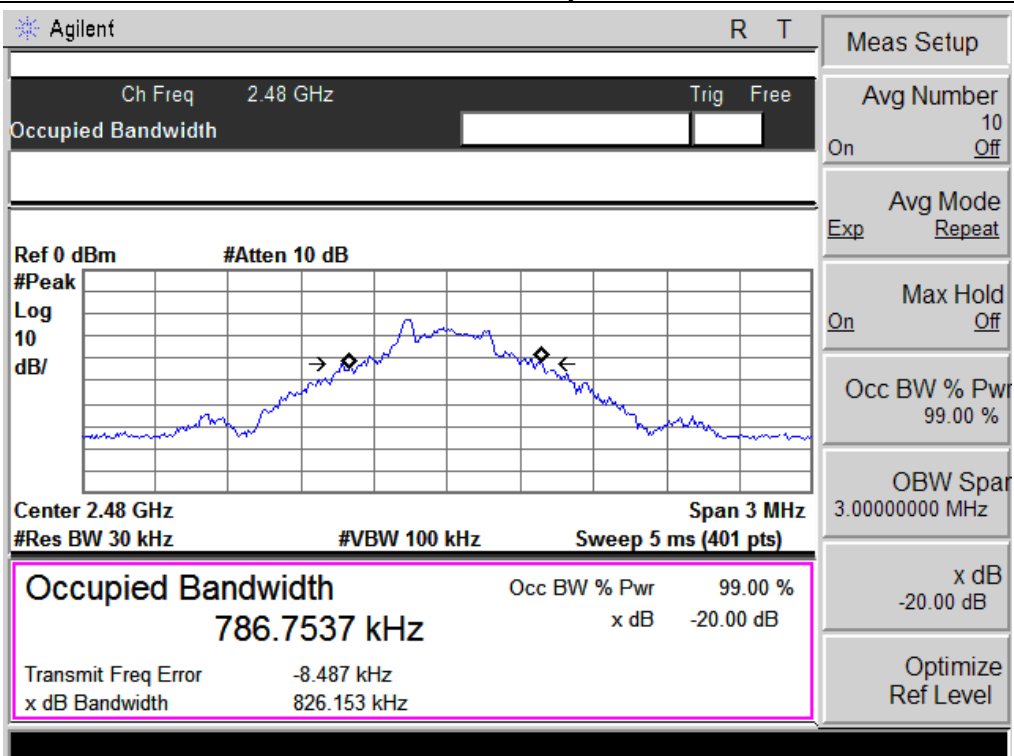 Agilent R T
Ch Freq 2.48 GHz Trig Free
Occupied Bandwidth
Ref 0 dBm #Atten 10 dB
#Peak
Log
10
dB/
Center 2.48 GHz Span 3 MHz
#Res BW 30 kHz #VBW 100 kHz Sweep 5 ms (401 pts)
Occupied Bandwidth Occ BW % Pwr 99.00 %
786.7537 kHz x dB -20.00 dB
Transmit Freq Error -8.487 kHz
x dB Bandwidth 826.153 kHz
Meas Setup
Avg Number
10
On Off
Avg Mode
Exp Repeat
Max Hold
On Off
Occ BW % Pwr
99.00 %
OBW Span
3.00000000 MHz
x dB
-20.00 dB
Optimize
Ref Level